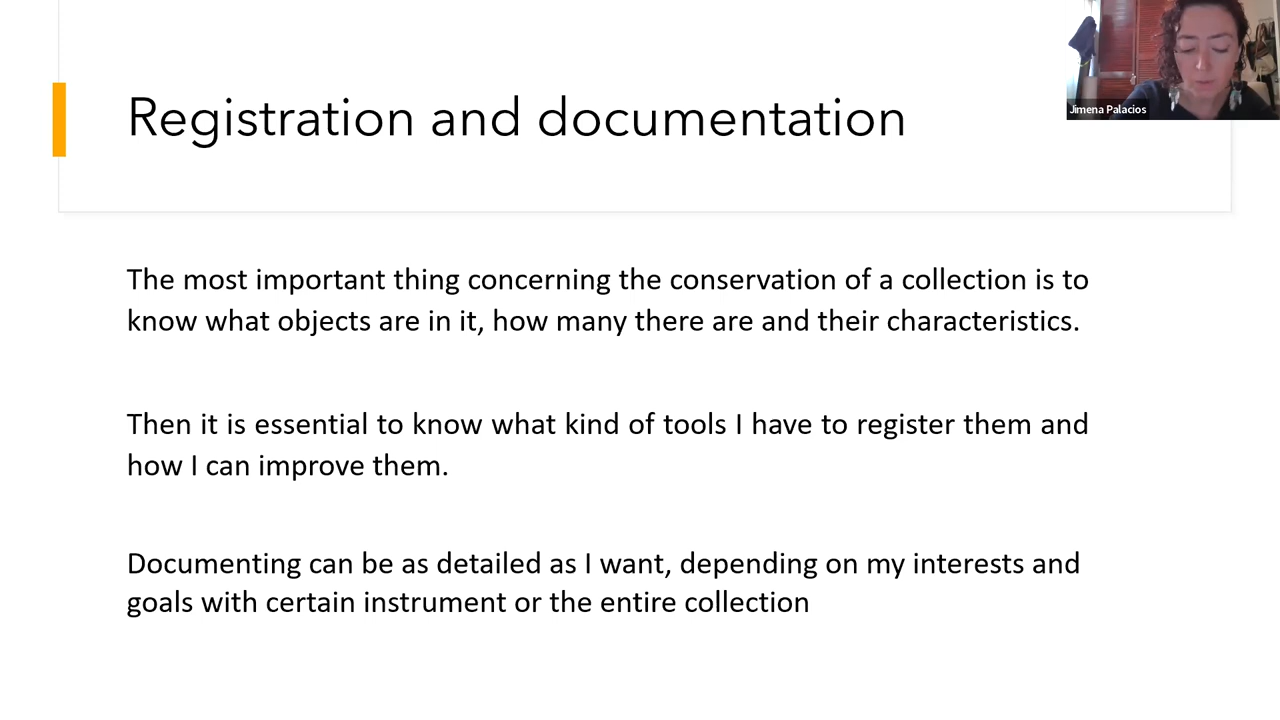 Registration and documentation
Jimena Palacios
The most important thing concerning the conservation of a collection is to
know what objects are in it, how many there are and their characteristics.
Then it is essential to know what kind of tools I have to register them and
how I can improve them.
Documenting can be as detailed as I want, depending on my interests and
goals with certain instrument or the entire collection